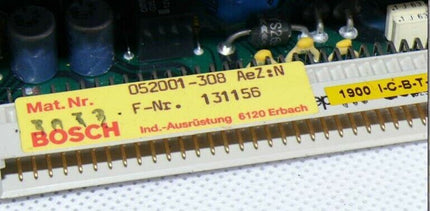 Mat.Nr. 052001-308 AeZ:N
F-Nr. 131156
BOSCH Ind.-Ausrüstung 6120 Erbach
1900 I-C-B-T-